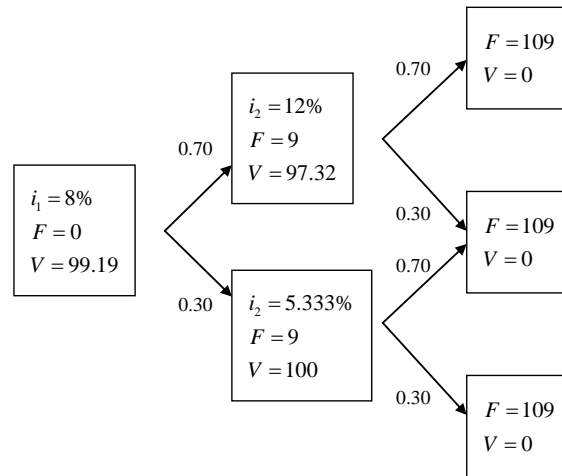 i₁ = 8%
F = 0
V = 99.19
0.70
0.30
i₂ = 12%
F = 9
V = 97.32
i₂ = 5.333%
F = 9
V = 100
0.70
0.30
0.70
0.30
F = 109
V = 0
F = 109
V = 0
F = 109
V = 0